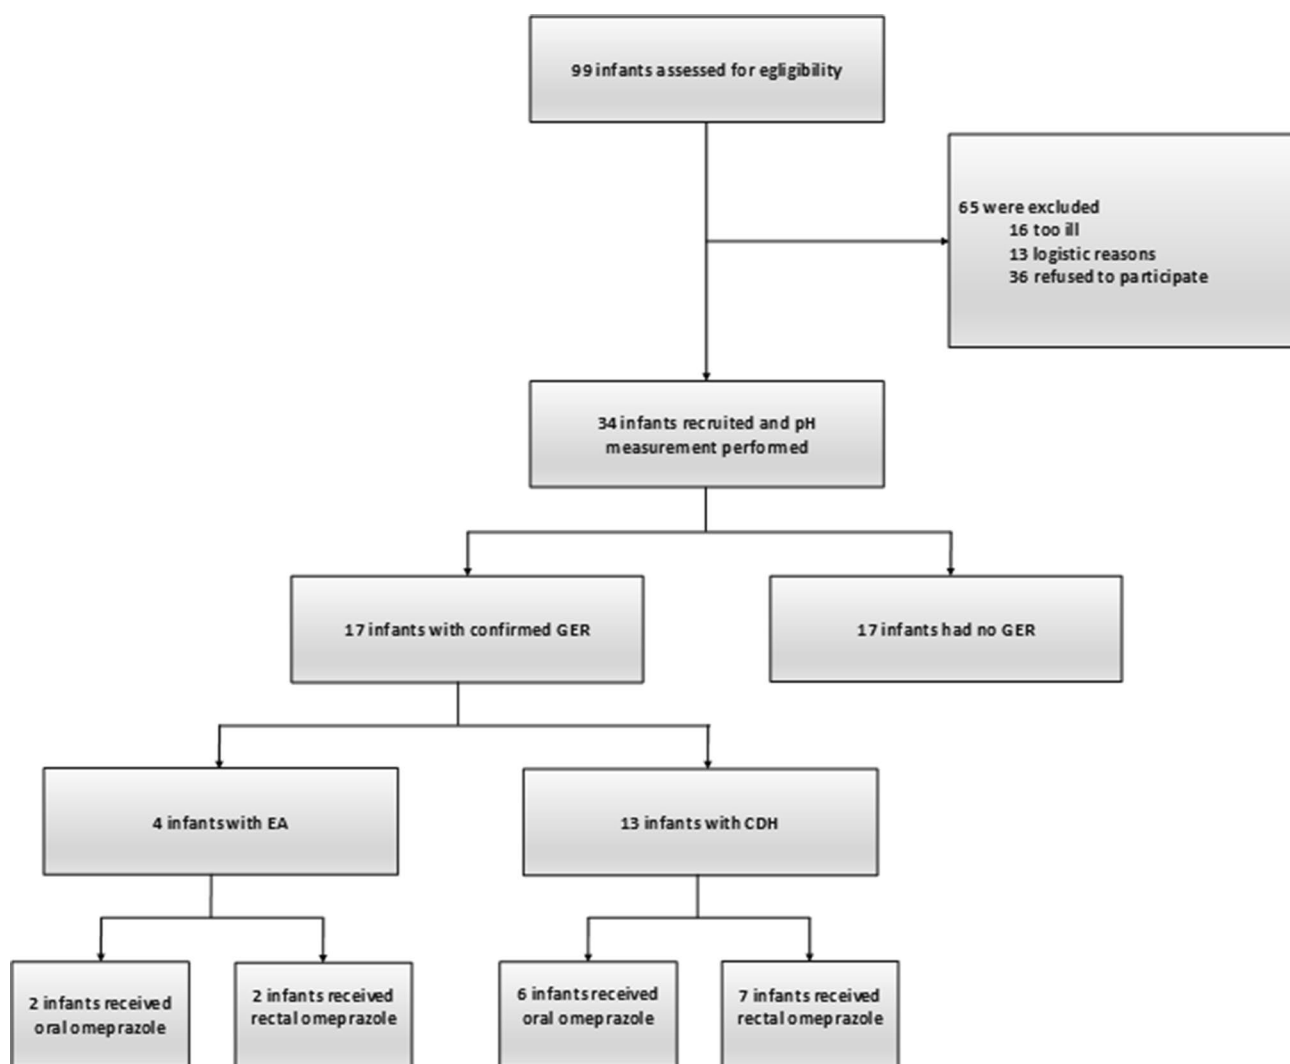 99 infants assessed for egligibility
65 were excluded
16 too ill
13 logistic reasons
36 refused to participate
34 infants recruited and pH
measurement performed
17 infants with confirmed GER
17 infants had no GER
4 infants with EA
13 infants with CDH
2 infants received
oral omeprazole
2 infants received
rectal omeprazole
6 infants received
oral omeprazole
7 infants received
rectal omeprazole